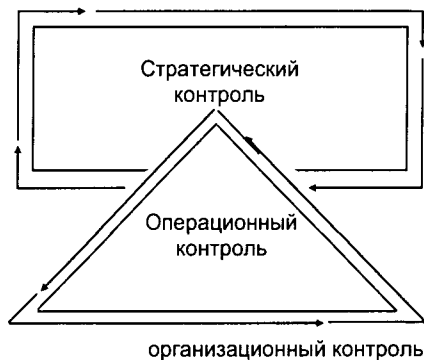 Стратегический
контроль
Операционный
контроль
организационный контроль